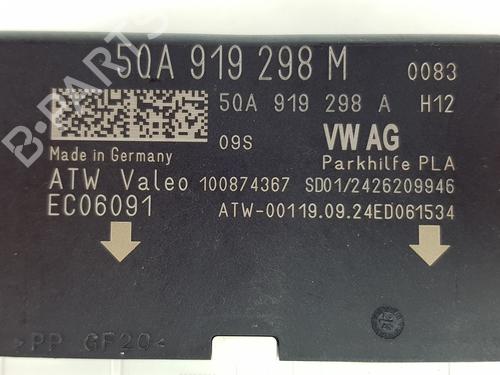 5QA 919 298 M 0083
5QA 919 298 A H12
09S VW AG
Made in Germany Parkhilfe PLA
ATW Valeo 100874367 SD01/2426209946
EC06091 ATW-00119.09.24ED061534
>PP GF20<
B-PARTS